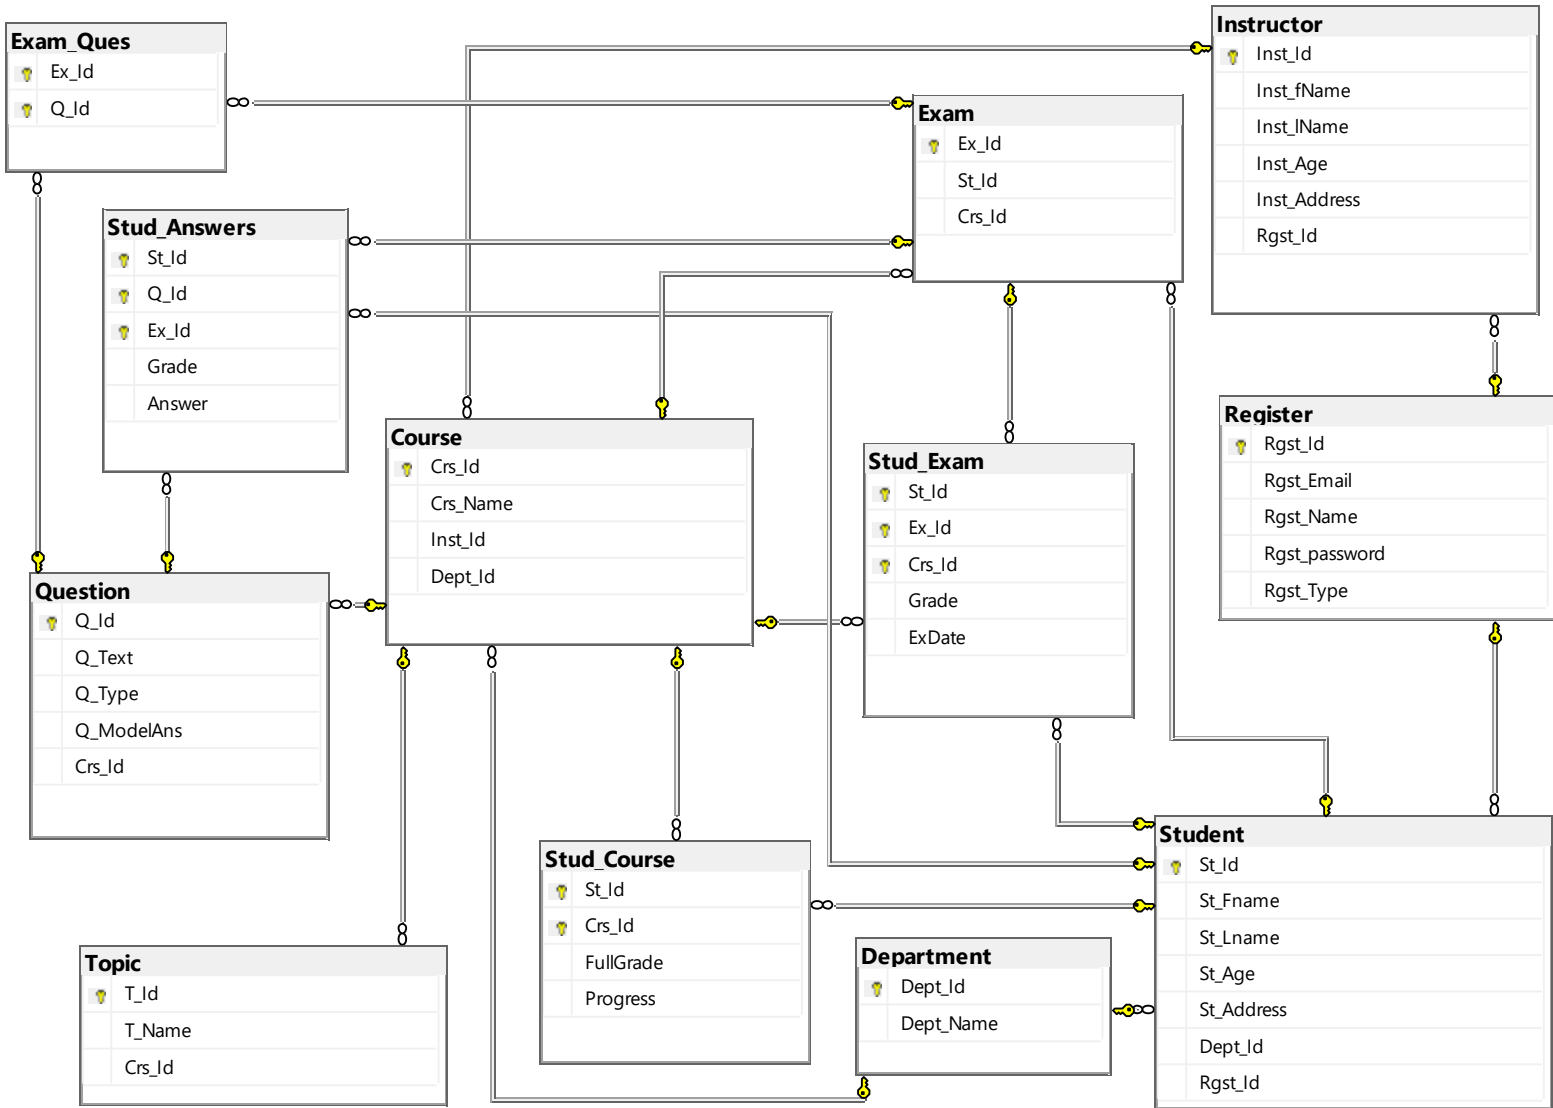 Exam_Ques
Ex_Id
Q_Id
Instructor
Inst_Id
Inst_fName
Inst_lName
Inst_Age
Inst_Address
Rgst_Id
Exam
Ex_Id
St_Id
Crs_Id
Stud_Answers
St_Id
Q_Id
Ex_Id
Grade
Answer
Course
Crs_Id
Crs_Name
Inst_Id
Dept_Id
Stud_Exam
St_Id
Ex_Id
Crs_Id
Grade
ExDate
Register
Rgst_Id
Rgst_Email
Rgst_Name
Rgst_password
Rgst_Type
Question
Q_Id
Q_Text
Q_Type
Q_ModelAns
Crs_Id
Stud_Course
St_Id
Crs_Id
FullGrade
Progress
Student
St_Id
St_Fname
St_Lname
St_Age
St_Address
Dept_Id
Rgst_Id
Topic
T_Id
T_Name
Crs_Id
Department
Dept_Id
Dept_Name